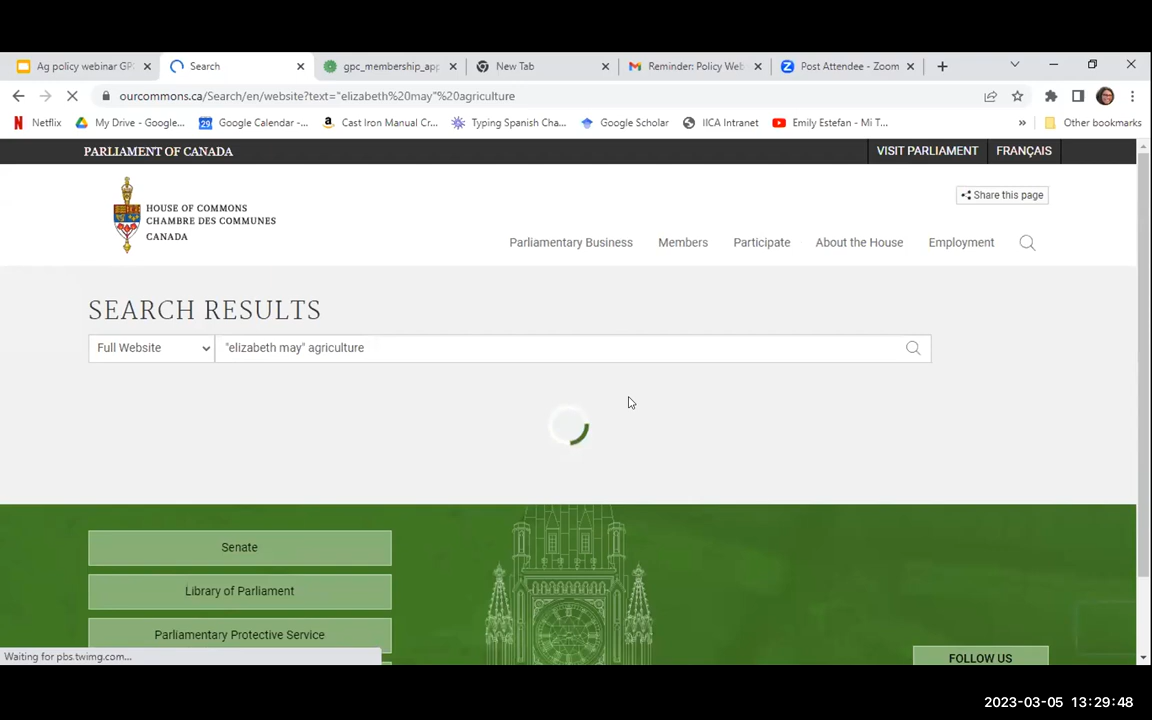 Ag policy webinar GP
Search
gpc_membership_app
New Tab
Reminder: Policy Web
Post Attendee - Zoom
ourcommons.ca/Search/en/website?text="elizabeth%20may"%20agriculture
Netflix
My Drive - Google...
Google Calendar -...
Cast Iron Manual Cr...
Typing Spanish Cha...
Google Scholar
IICA Intranet
Emily Estefan - Mi T...
»
Other bookmarks
PARLIAMENT OF CANADA
VISIT PARLIAMENT
FRANÇAIS
HOUSE OF COMMONS
CHAMBRE DES COMMUNES
CANADA
Share this page
Parliamentary Business
Members
Participate
About the House
Employment
SEARCH RESULTS
Full Website
"elizabeth may" agriculture
Senate
Library of Parliament
Parliamentary Protective Service
Waiting for pbs.twimg.com...
FOLLOW US
2023-03-05 13:29:48